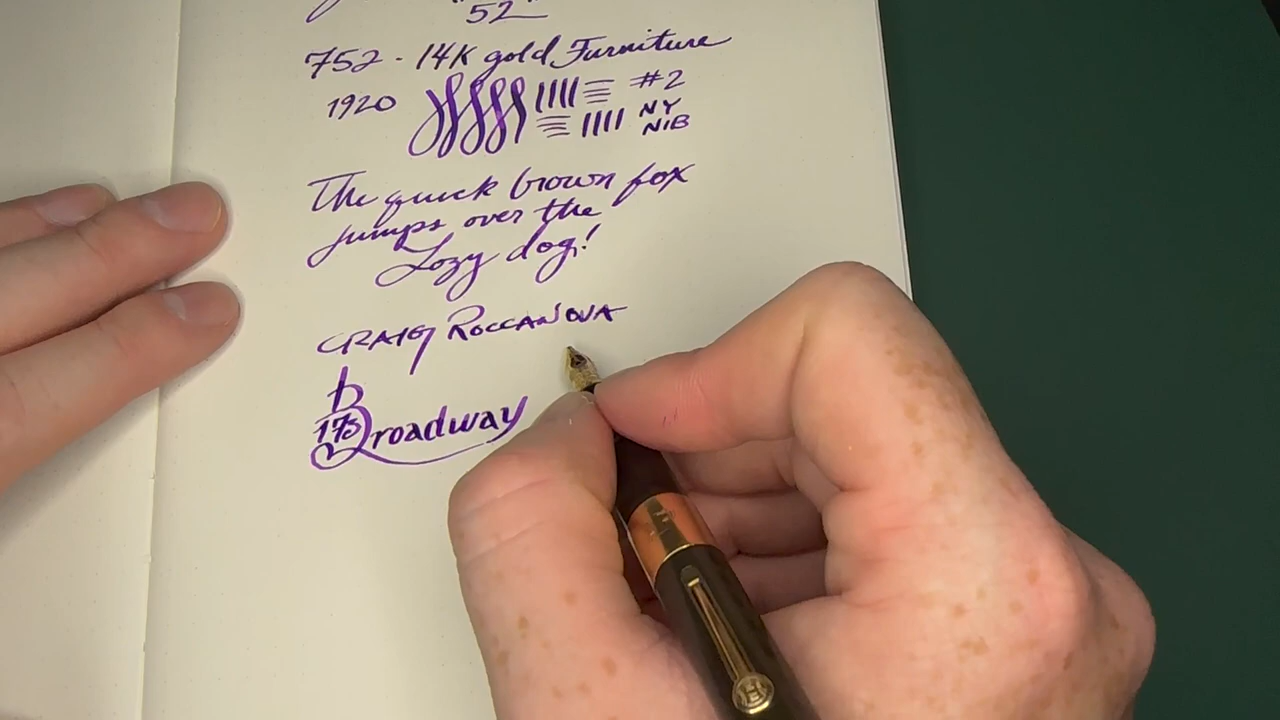 52
752 - 14K gold Furniture
1920 #2
NY
NIB
The quick brown fox
jumps over the
Lazy dog!
CRAIG ROCCANOVA
173
Broadway
H